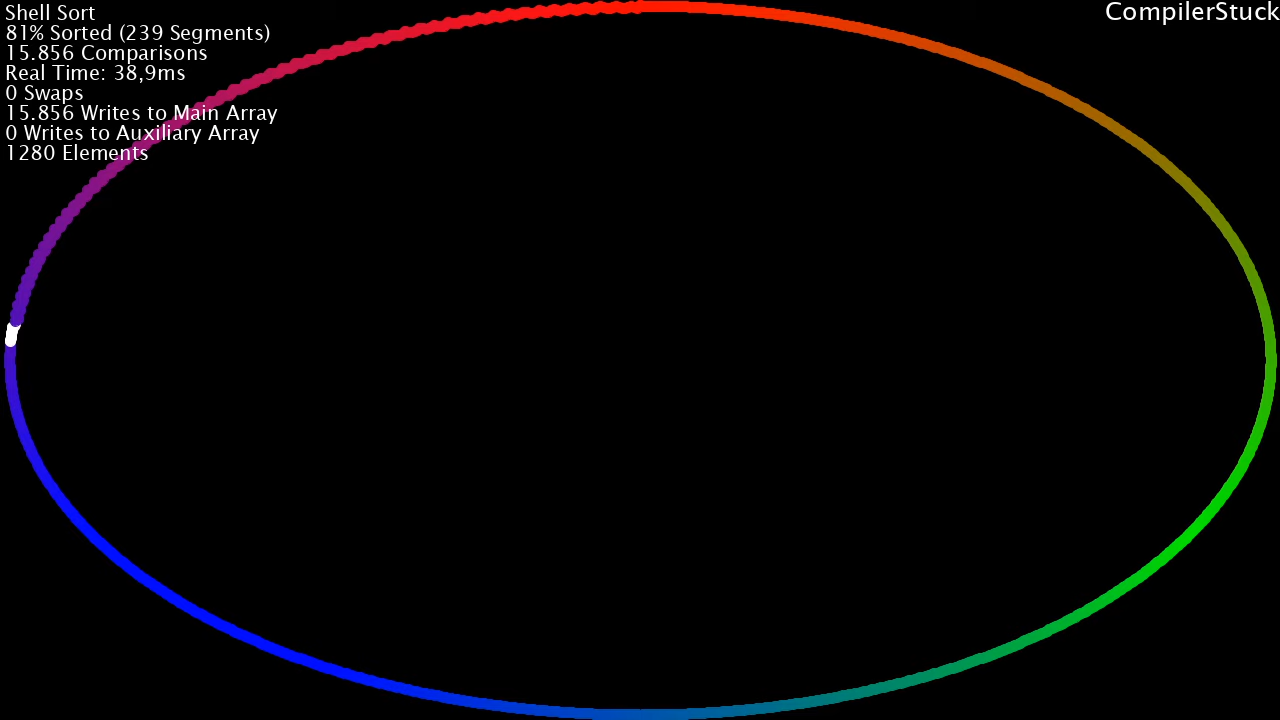 Shell Sort
81% Sorted (239 Segments)
15.856 Comparisons
Real Time: 38,9ms
0 Swaps
15.856 Writes to Main Array
0 Writes to Auxiliary Array
1280 Elements
CompilerStuck